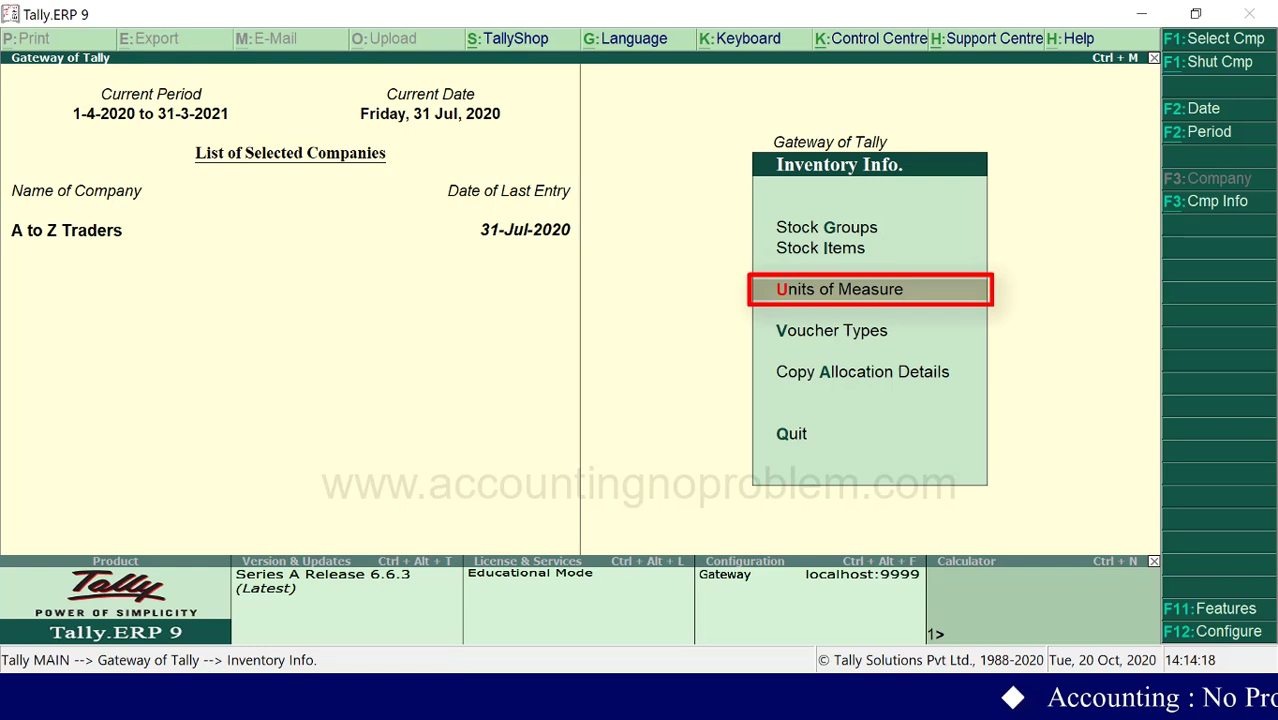 Tally.ERP 9
P: Print E: Export M: E-Mail O: Upload S: TallyShop G: Language K: Keyboard K: Control Centre H: Support Centre H: Help
Gateway of Tally Ctrl + M
Current Period Current Date
1-4-2020 to 31-3-2021 Friday, 31 Jul, 2020
List of Selected Companies
Name of Company Date of Last Entry
A to Z Traders 31-Jul-2020
Gateway of Tally
Inventory Info.
Stock Groups
Stock Items
Units of Measure
Voucher Types
Copy Allocation Details
Quit
www.accountingnoproblem.com
F1: Select Cmp
F1: Shut Cmp
F2: Date
F2: Period
F3: Company
F3: Cmp Info
F11: Features
F12: Configure
Product
Tally
POWER OF SIMPLICITY
Tally.ERP 9
Version & Updates Ctrl + Alt + T
Series A Release 6.6.3
(Latest)
License & Services Ctrl + Alt + L
Educational Mode
Configuration Ctrl + Alt + F
Gateway localhost:9999
Calculator Ctrl + N
1>
Tally MAIN --> Gateway of Tally --> Inventory Info. © Tally Solutions Pvt Ltd., 1988-2020 Tue, 20 Oct, 2020 14:14:18
Accounting : No Pro